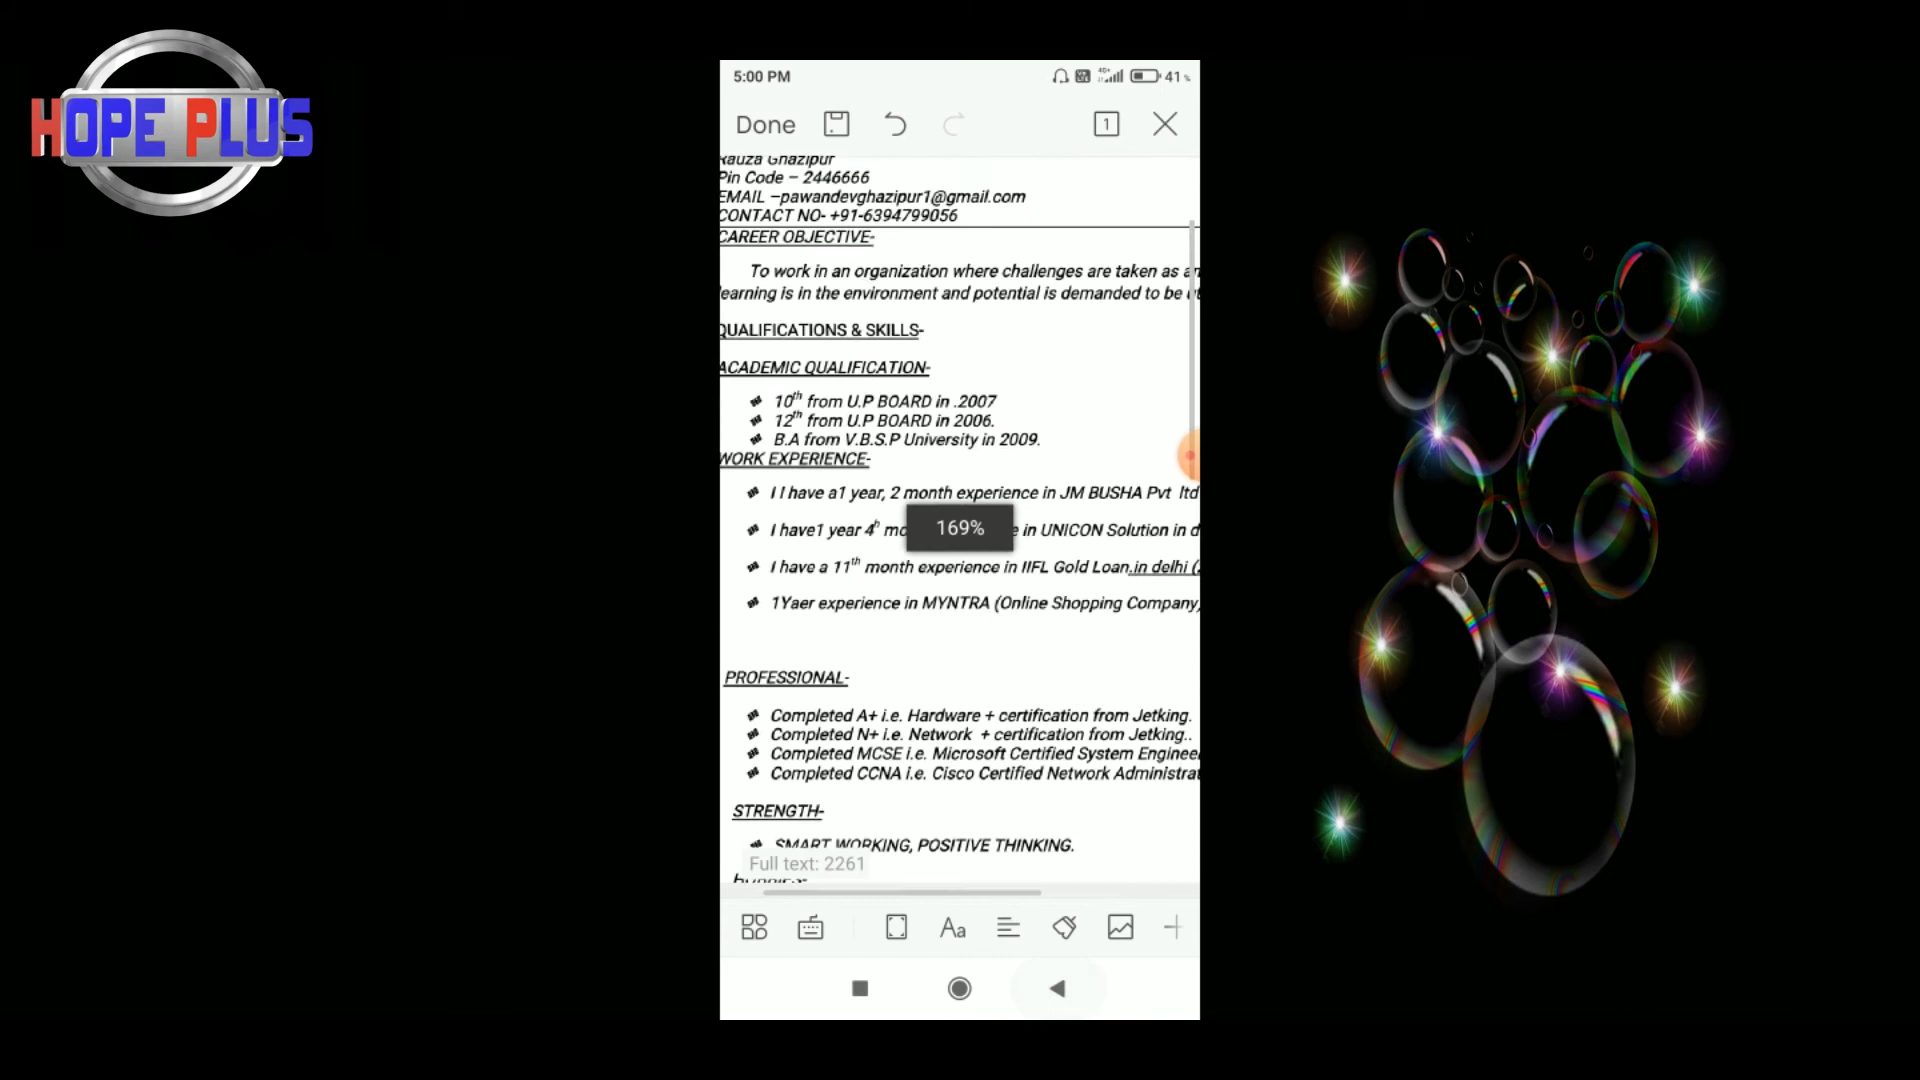 HOPE PLUS
5:00 PM
4G+
41%
Done
1
Rauza Ghazipur
Pin Code – 2446666
EMAIL –pawandevghazipur1@gmail.com
CONTACT NO- +91-6394799056
CAREER OBJECTIVE-
To work in an organization where challenges are taken as an
learning is in the environment and potential is demanded to be
QUALIFICATIONS & SKILLS-
ACADEMIC QUALIFICATION-
10th from U.P BOARD in .2007
12th from U.P BOARD in 2006.
B.A from V.B.S.P University in 2009.
WORK EXPERIENCE-
I I have a1 year, 2 month experience in JM BUSHA Pvt ltd
I have1 year 4h mo
169%
in UNICON Solution in d
I have a 11th month experience in IIFL Gold Loan.in delhi (
1Yaer experience in MYNTRA (Online Shopping Company)
PROFESSIONAL-
Completed A+ i.e. Hardware + certification from Jetking.
Completed N+ i.e. Network + certification from Jetking..
Completed MCSE i.e. Microsoft Certified System Enginee
Completed CCNA i.e. Cisco Certified Network Administrat
STRENGTH-
SMART WORKING, POSITIVE THINKING.
Full text: 2261
Aa